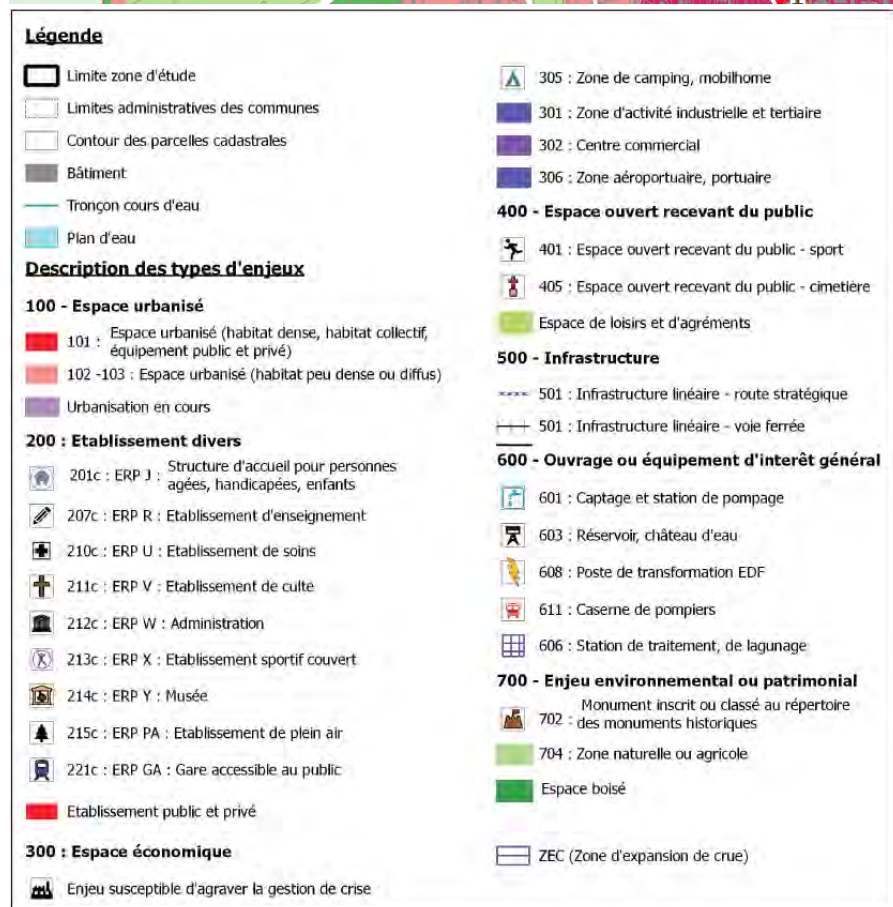 Légende
Limite zone d'étude
Limites administratives des communes
Contour des parcelles cadastrales
Bâtiment
Tronçon cours d'eau
Plan d'eau
Description des types d'enjeux
100 - Espace urbanisé
101 : Espace urbanisé (habitat dense, habitat collectif,
équipement public et privé)
102 -103 : Espace urbanisé (habitat peu dense ou diffus)
Urbanisation en cours
200 : Etablissement divers
201c : ERP J : Structure d'accueil pour personnes
agées, handicapées, enfants
207c : ERP R : Etablissement d'enseignement
210c : ERP U : Etablissement de soins
211c : ERP V : Etablissement de culte
212c : ERP W : Administration
213c : ERP X : Etablissement sportif couvert
214c : ERP Y : Musée
215c : ERP PA : Etablissement de plein air
221c : ERP GA : Gare accessible au public
Etablissement public et privé
300 : Espace économique
Enjeu susceptible d'agraver la gestion de crise
305 : Zone de camping, mobilhome
301 : Zone d'activité industrielle et tertiaire
302 : Centre commercial
306 : Zone aéroportuaire, portuaire
400 - Espace ouvert recevant du public
401 : Espace ouvert recevant du public - sport
405 : Espace ouvert recevant du public - cimetière
Espace de loisirs et d'agréments
500 - Infrastructure
501 : Infrastructure linéaire - route stratégique
501 : Infrastructure linéaire - voie ferrée
600 - Ouvrage ou équipement d'interêt général
601 : Captage et station de pompage
603 : Réservoir, château d'eau
608 : Poste de transformation EDF
611 : Caserne de pompiers
606 : Station de traitement, de lagunage
700 - Enjeu environnemental ou patrimonial
702 : Monument inscrit ou classé au répertoire
des monuments historiques
704 : Zone naturelle ou agricole
Espace boisé
ZEC (Zone d'expansion de crue)